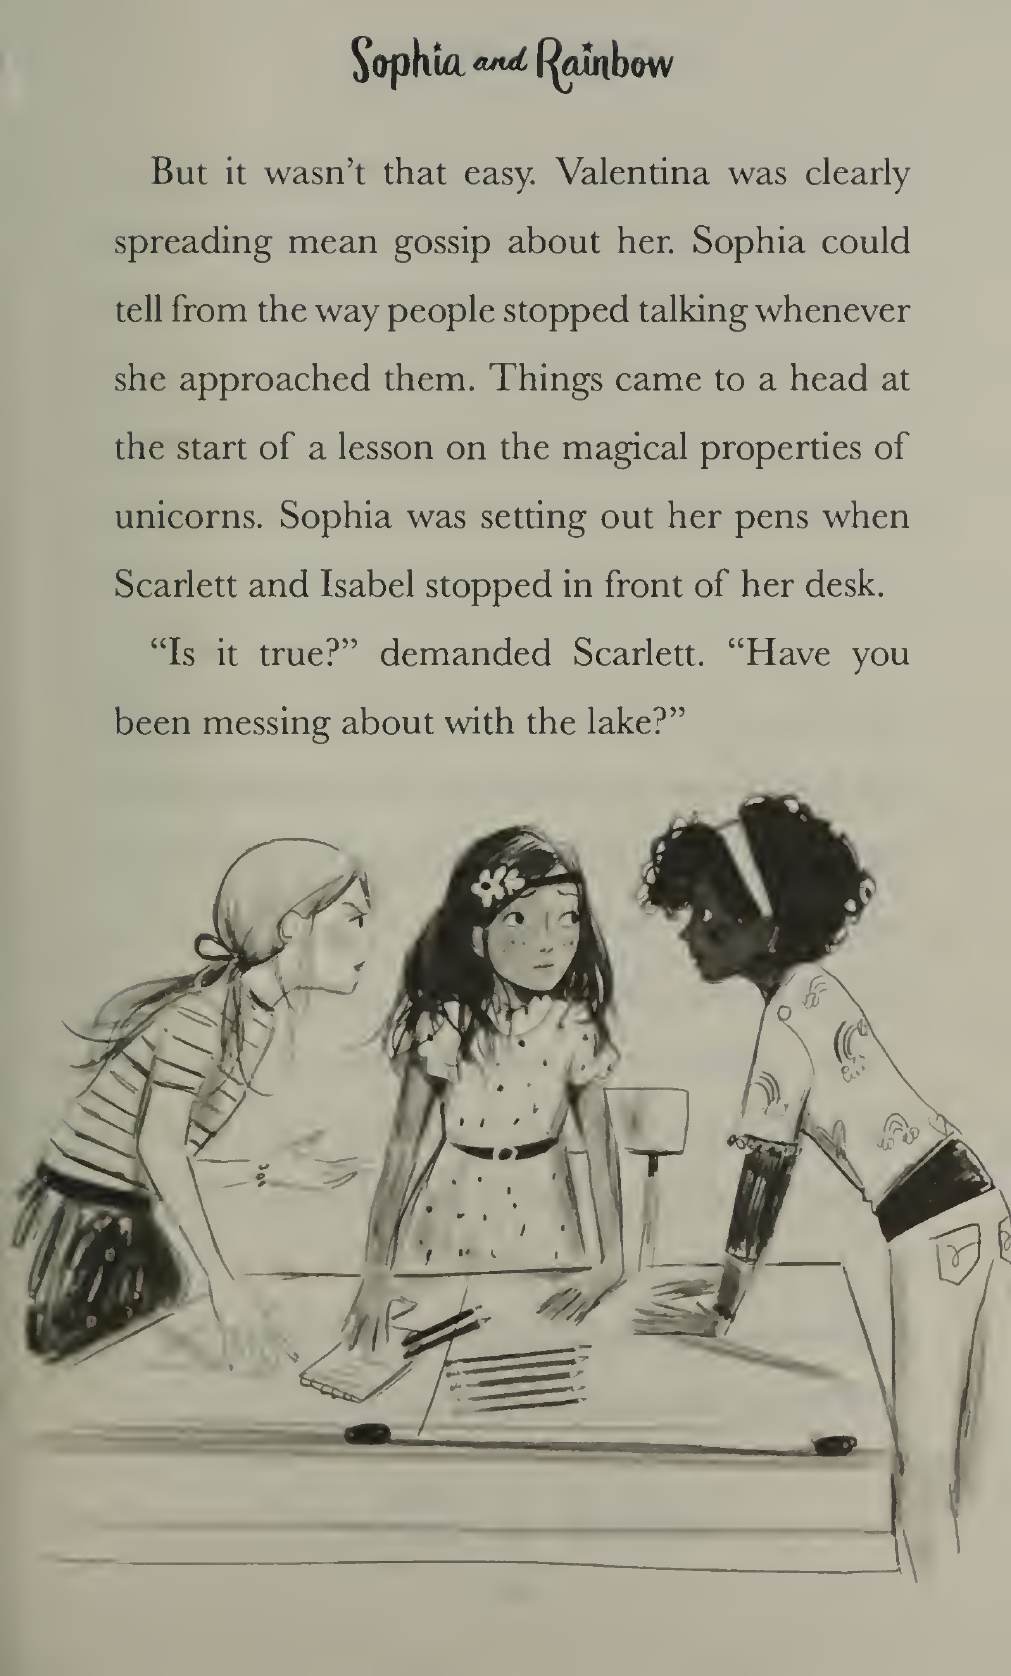 Sophia and Rainbow
But it wasn’t that easy. Valentina was clearly
spreading mean gossip about her. Sophia could
tell from the way people stopped talking whenever
she approached them. Things came to a head at
the start of a lesson on the magical properties of
unicorns. Sophia was setting out her pens when
Scarlett and Isabel stopped in front of her desk.
“Is it true?” demanded Scarlett. “Have you
been messing about with the lake?”